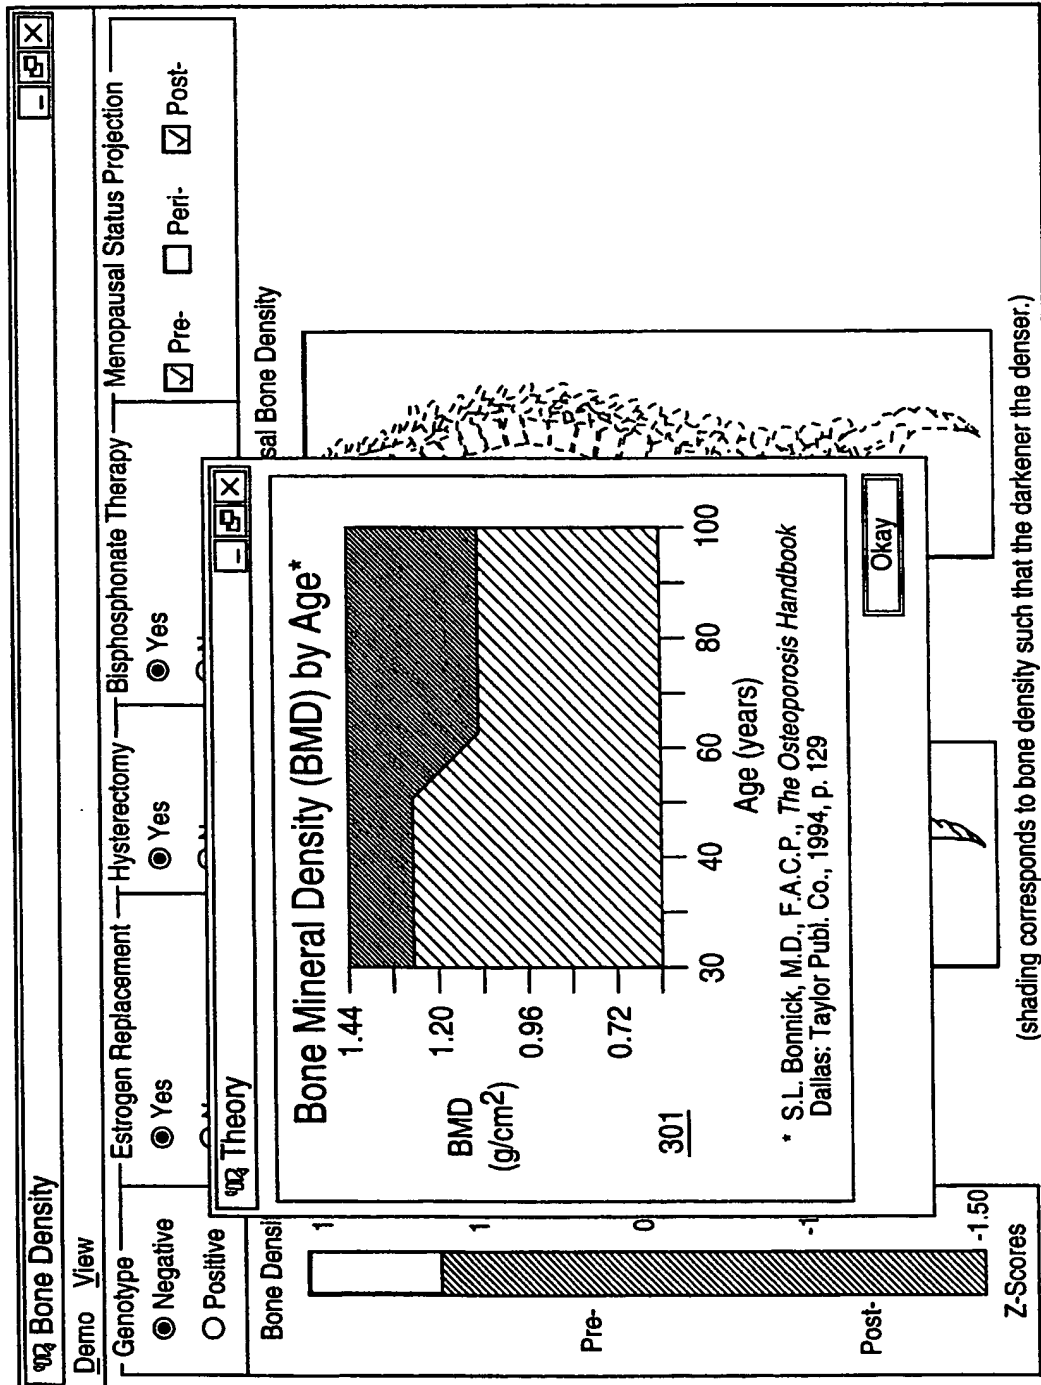 Bone Density
Demo View
Genotype
Negative
Positive
Estrogen Replacement
Yes
Hysterectomy
Yes
Bisphosphonate Therapy
Yes
Menopausal Status Projection
Pre- Peri- Post-
Bone Densi
sal Bone Density
1
1
0
-1
-1.50
Pre-
Post-
Z-Scores
Theory
Bone Mineral Density (BMD) by Age*
1.44
1.20
0.96
0.72
BMD
(g/cm2)
30 40 60 80 100
Age (years)
301
* S.L. Bonnick, M.D., F.A.C.P., The Osteoporosis Handbook
Dallas: Taylor Publ. Co., 1994, p. 129
Okay
(shading corresponds to bone density such that the darkener the denser.)